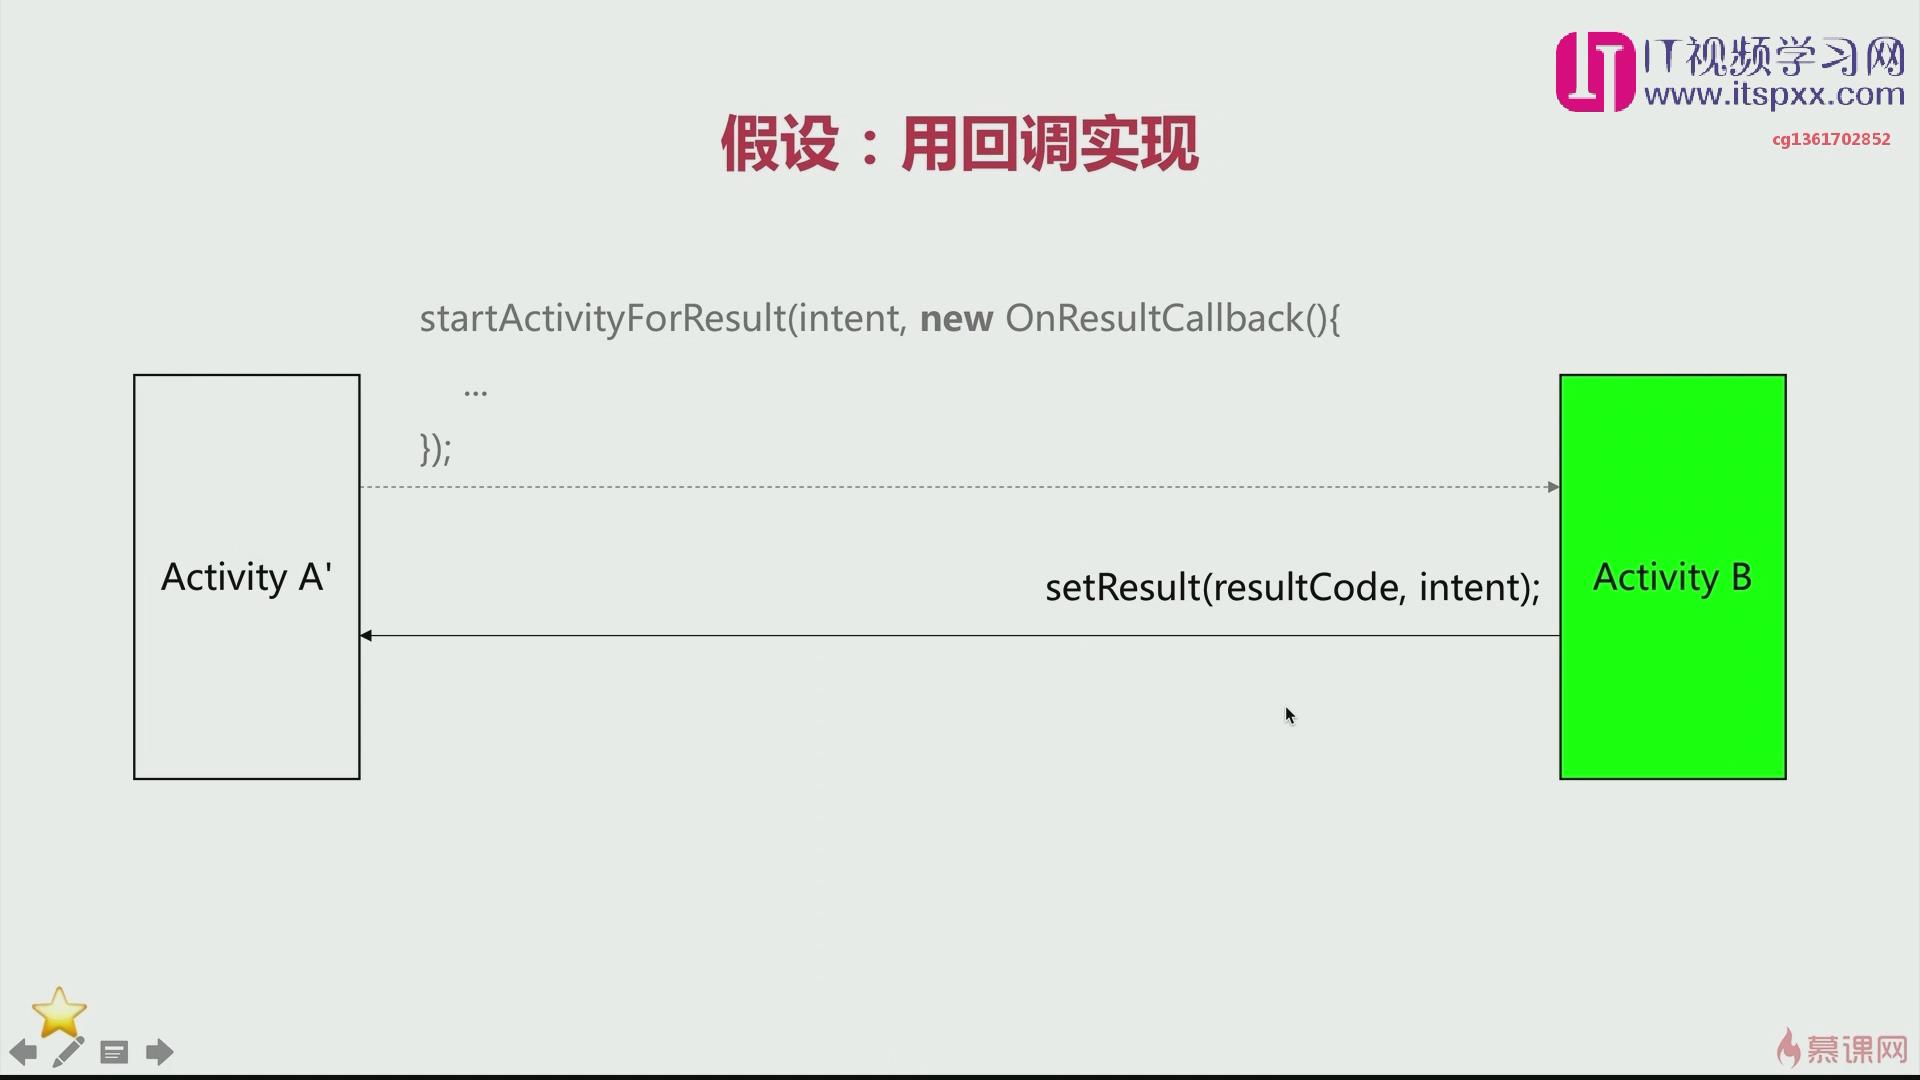 IT视频学习网
www.itspxx.com
cg1361702852
假设：用回调实现
startActivityForResult(intent, new OnResultCallback(){
...
});
Activity A'
setResult(resultCode, intent);
Activity B
慕课网